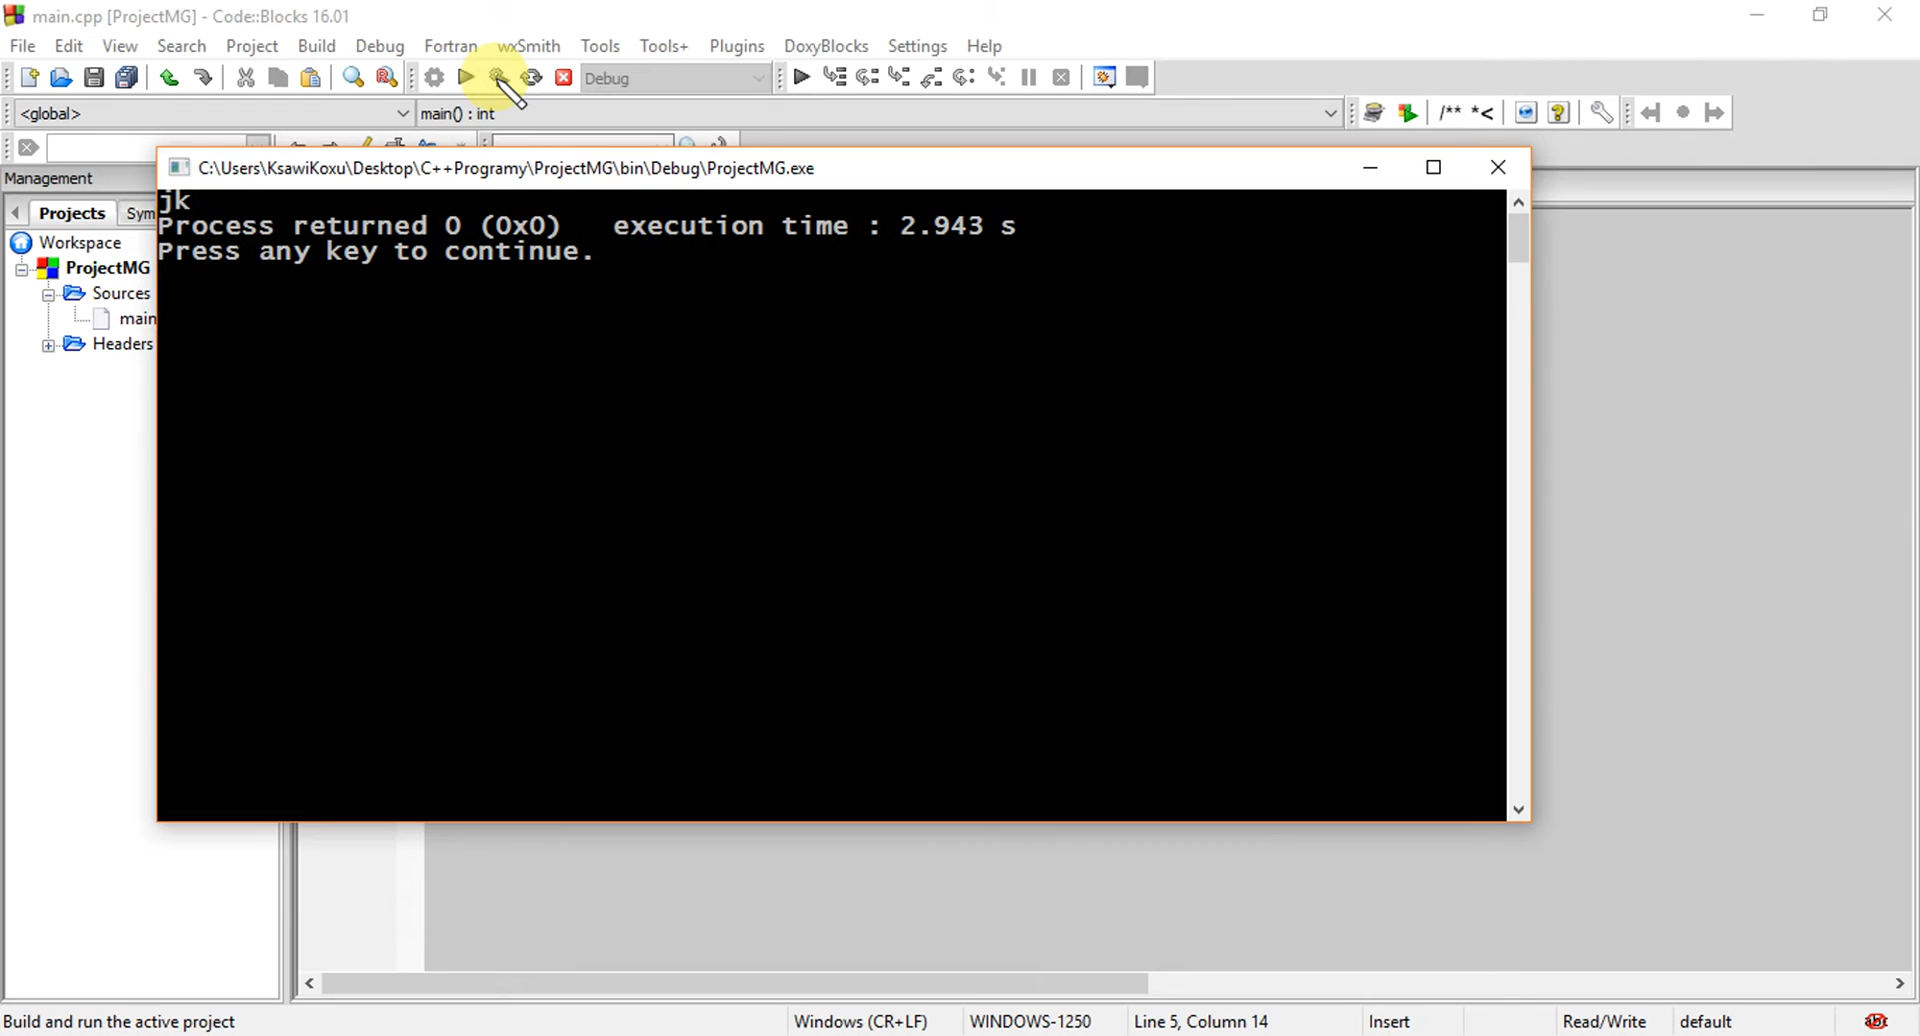 main.cpp [ProjectMG] - Code::Blocks 16.01
File Edit View Search Project Build Debug Fortran wxSmith Tools Tools+ Plugins DoxyBlocks Settings Help
Debug
<global> main() : int /** *<
C:\Users\KsawiKoxu\Desktop\C++Programy\ProjectMG\bin\Debug\ProjectMG.exe
Management
jk
Projects Sym
Process returned 0 (0x0) execution time : 2.943 s
Workspace
Press any key to continue.
ProjectMG
Sources
main
Headers
Build and run the active project Windows (CR+LF) WINDOWS-1250 Line 5, Column 14 Insert Read/Write default abc